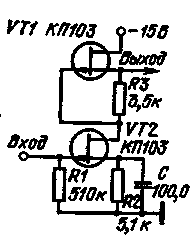 VT1 КП103
-15В
Выход
R3
3,5к
VT2
КП103
Вход
R1
510к
R2
5,1к
C
100,0